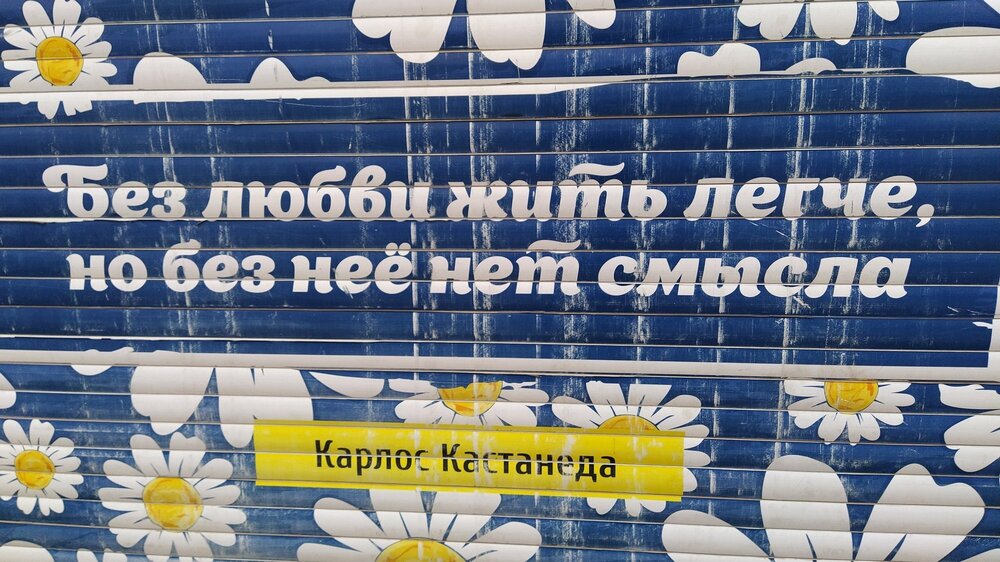 Без любви жить легче,
но без неё нет смысла
Карлос Кастанеда